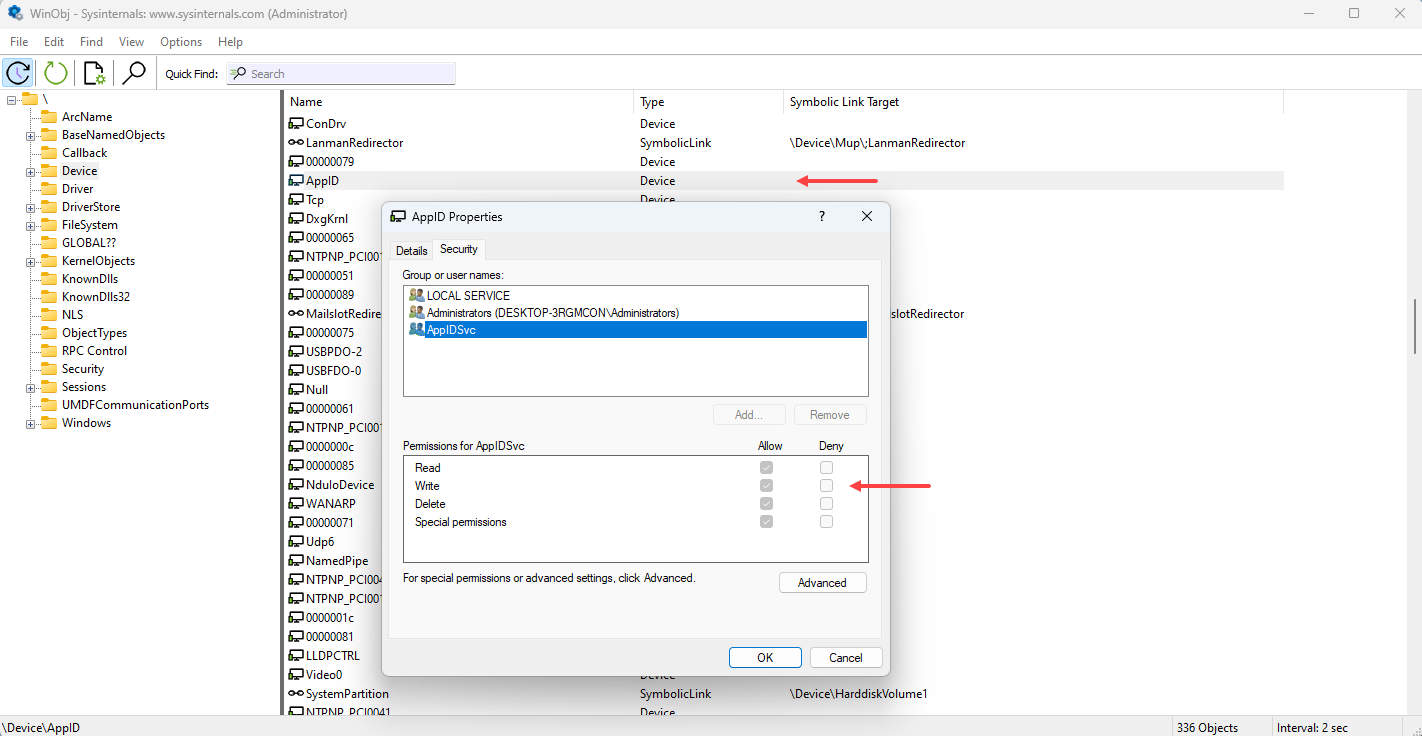 WinObj - Sysinternals: www.sysinternals.com (Administrator)
File Edit Find View Options Help
Quick Find: Search
\
ArcName
BaseNamedObjects
Callback
Device
Driver
DriverStore
FileSystem
GLOBAL??
KernelObjects
KnownDlls
KnownDlls32
NLS
ObjectTypes
RPC Control
Security
Sessions
UMDFCommunicationPorts
Windows
Name Type Symbolic Link Target
ConDrv Device
LanmanRedirector SymbolicLink \Device\Mup\;LanmanRedirector
00000079 Device
AppID Device
Tcp Device
DxgKrnl
00000065
NTPNP_PCI001
00000051
00000089
MailslotRedire slotRedirector
00000075
USBPDO-2
USBFDO-0
Null
00000061
NTPNP_PCI001
0000000c
00000085
NduIoDevice
WANARP
00000071
Udp6
NamedPipe
NTPNP_PCI004
NTPNP_PCI001
0000001c
00000081
LLDPCTRL
Video0 Device
SystemPartition SymbolicLink \Device\HarddiskVolume1
NTPNP_PCI0041 Device
AppID Properties ?
Details Security
Group or user names:
LOCAL SERVICE
Administrators (DESKTOP-3RGMCON\Administrators)
AppIDSvc
Add... Remove
Permissions for AppIDSvc Allow Deny
Read
Write
Delete
Special permissions
For special permissions or advanced settings, click Advanced.
Advanced
OK Cancel
\Device\AppID 336 Objects Interval: 2 sec